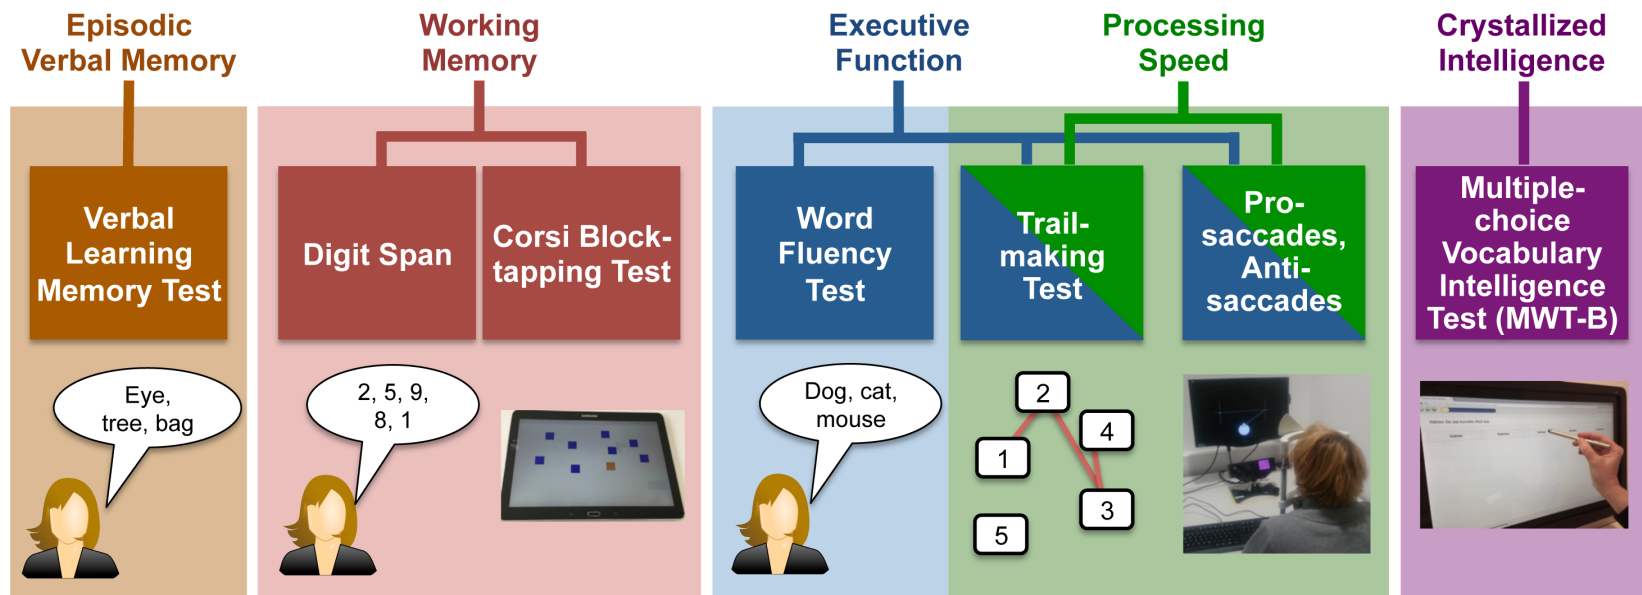 Episodic
Verbal Memory
Working
Memory
Executive
Function
Processing
Speed
Crystallized
Intelligence
Verbal
Learning
Memory Test
Digit Span
Corsi Block-
tapping Test
Word
Fluency
Test
Trail-
making
Test
Pro-
saccades,
Anti-
saccades
Multiple-
choice
Vocabulary
Intelligence
Test (MWT-B)
Eye,
tree, bag
2, 5, 9,
8, 1
SAMSUNG
Dog, cat,
mouse
2
4
1
3
5